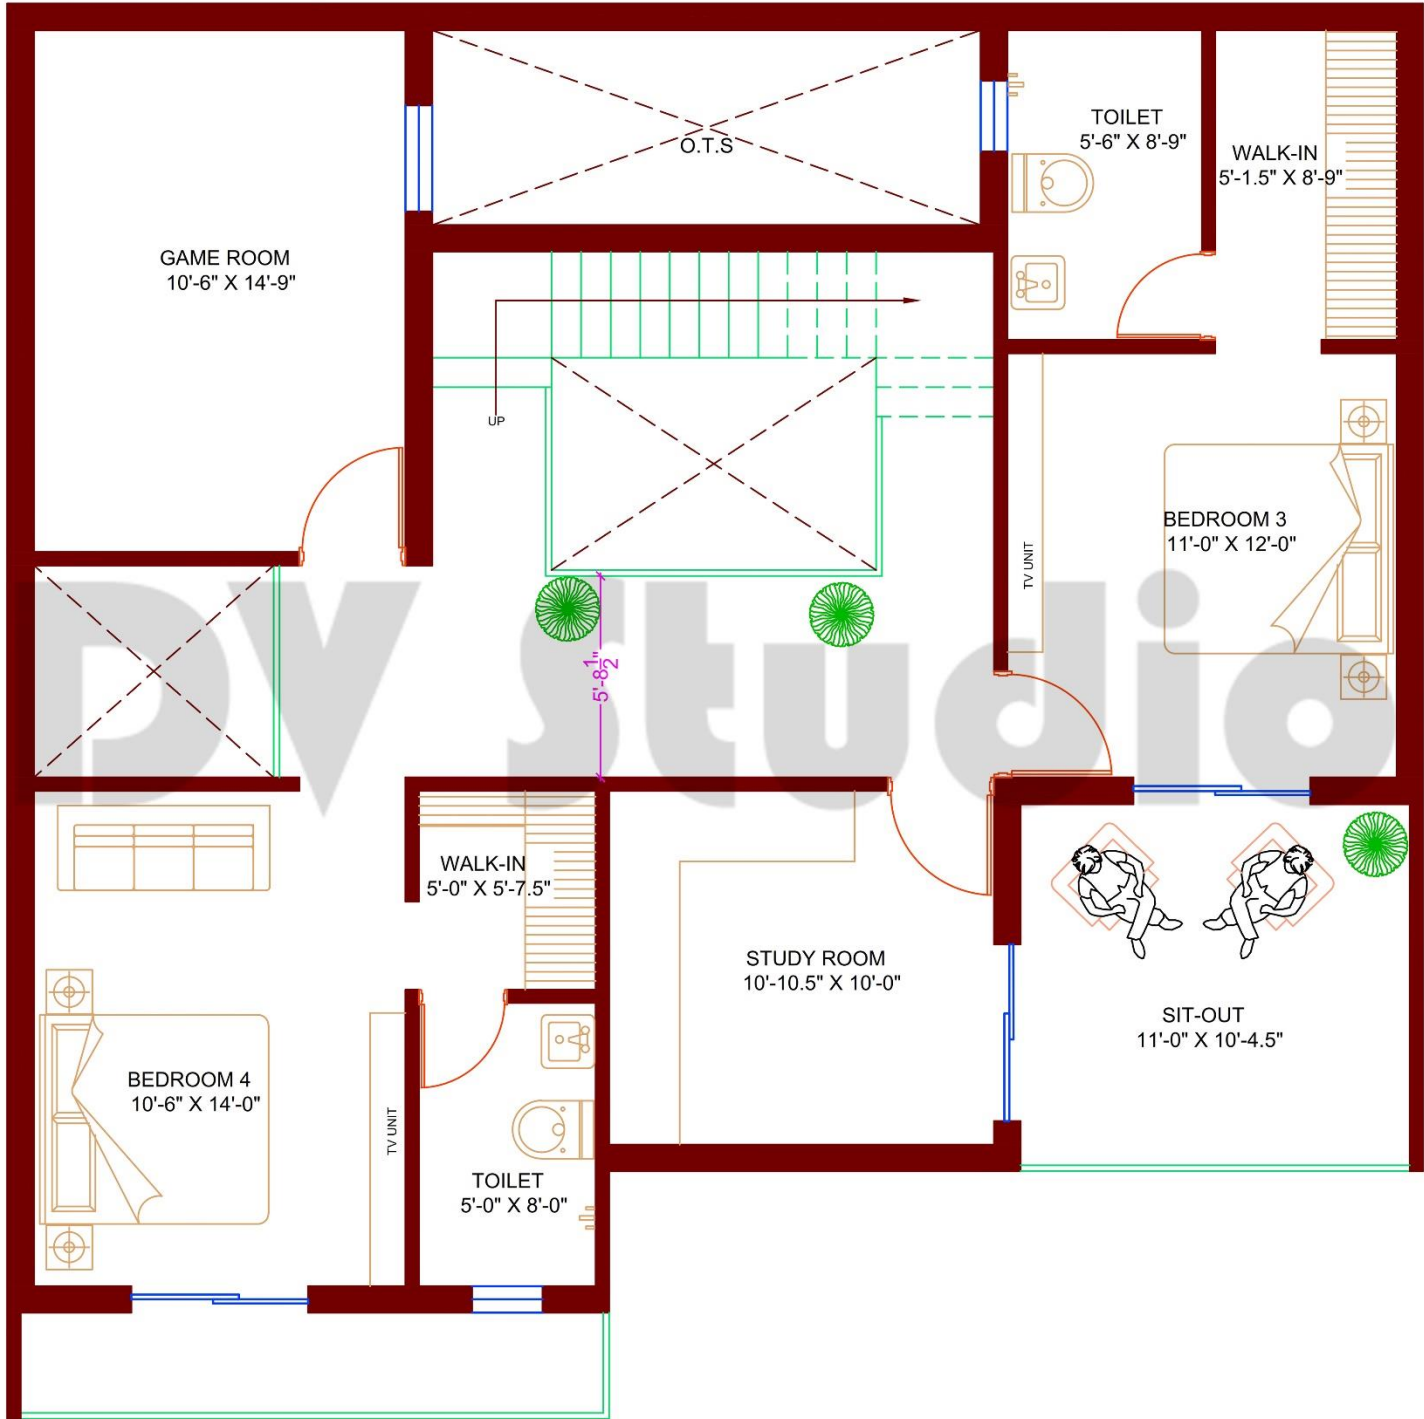 O.T.S
TOILET
5'-6" X 8'-9"
WALK-IN
5'-1.5" X 8'-9"
GAME ROOM
10'-6" X 14'-9"
UP
BEDROOM 3
11'-0" X 12'-0"
TV UNIT
5'-8 1/2"
DV Studio
WALK-IN
5'-0" X 5'-7.5"
STUDY ROOM
10'-10.5" X 10'-0"
SIT-OUT
11'-0" X 10'-4.5"
BEDROOM 4
10'-6" X 14'-0"
TV UNIT
TOILET
5'-0" X 8'-0"